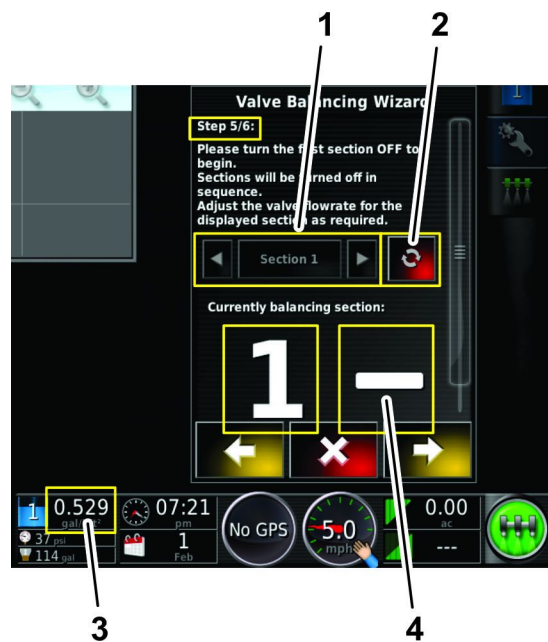 1
2
1
Valve Balancing Wizard
Step 5/6:
Please turn the first section OFF to
begin.
Sections will be turned off in
sequence.
Adjust the valve flowrate for the
displayed section as required.
Section 1
Currently balancing section:
1
1
0.529
37 psi
114 gal
07:21
pm
1
Feb
No GPS
5.0
mph
0.00
ac
---
3
4